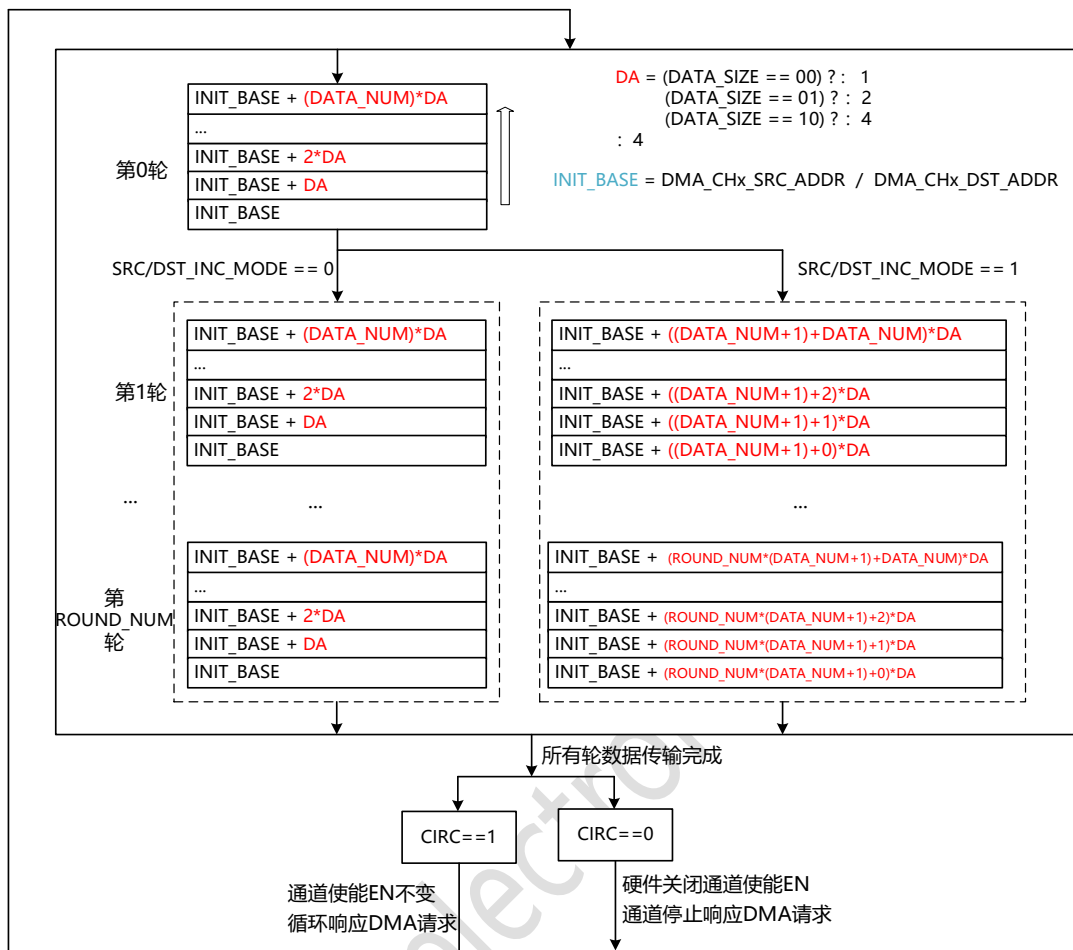 INIT_BASE + (DATA_NUM)*DA
...
INIT_BASE + 2*DA
INIT_BASE + DA
INIT_BASE
第0轮
DA = (DATA_SIZE == 00) ? : 1
(DATA_SIZE == 01) ? : 2
(DATA_SIZE == 10) ? : 4
: 4
INIT_BASE = DMA_CHx_SRC_ADDR / DMA_CHx_DST_ADDR
SRC/DST_INC_MODE == 0
SRC/DST_INC_MODE == 1
第1轮
INIT_BASE + (DATA_NUM)*DA
...
INIT_BASE + 2*DA
INIT_BASE + DA
INIT_BASE
INIT_BASE + ((DATA_NUM+1)+DATA_NUM)*DA
...
INIT_BASE + ((DATA_NUM+1)+2)*DA
INIT_BASE + ((DATA_NUM+1)+1)*DA
INIT_BASE + ((DATA_NUM+1)+0)*DA
...
...
...
第
ROUND_NUM
轮
INIT_BASE + (DATA_NUM)*DA
...
INIT_BASE + 2*DA
INIT_BASE + DA
INIT_BASE
INIT_BASE + (ROUND_NUM*(DATA_NUM+1)+DATA_NUM)*DA
...
INIT_BASE + (ROUND_NUM*(DATA_NUM+1)+2)*DA
INIT_BASE + (ROUND_NUM*(DATA_NUM+1)+1)*DA
INIT_BASE + (ROUND_NUM*(DATA_NUM+1)+0)*DA
所有轮数据传输完成
CIRC==1
CIRC==0
通道使能EN不变
循环响应DMA请求
硬件关闭通道使能EN
通道停止响应DMA请求